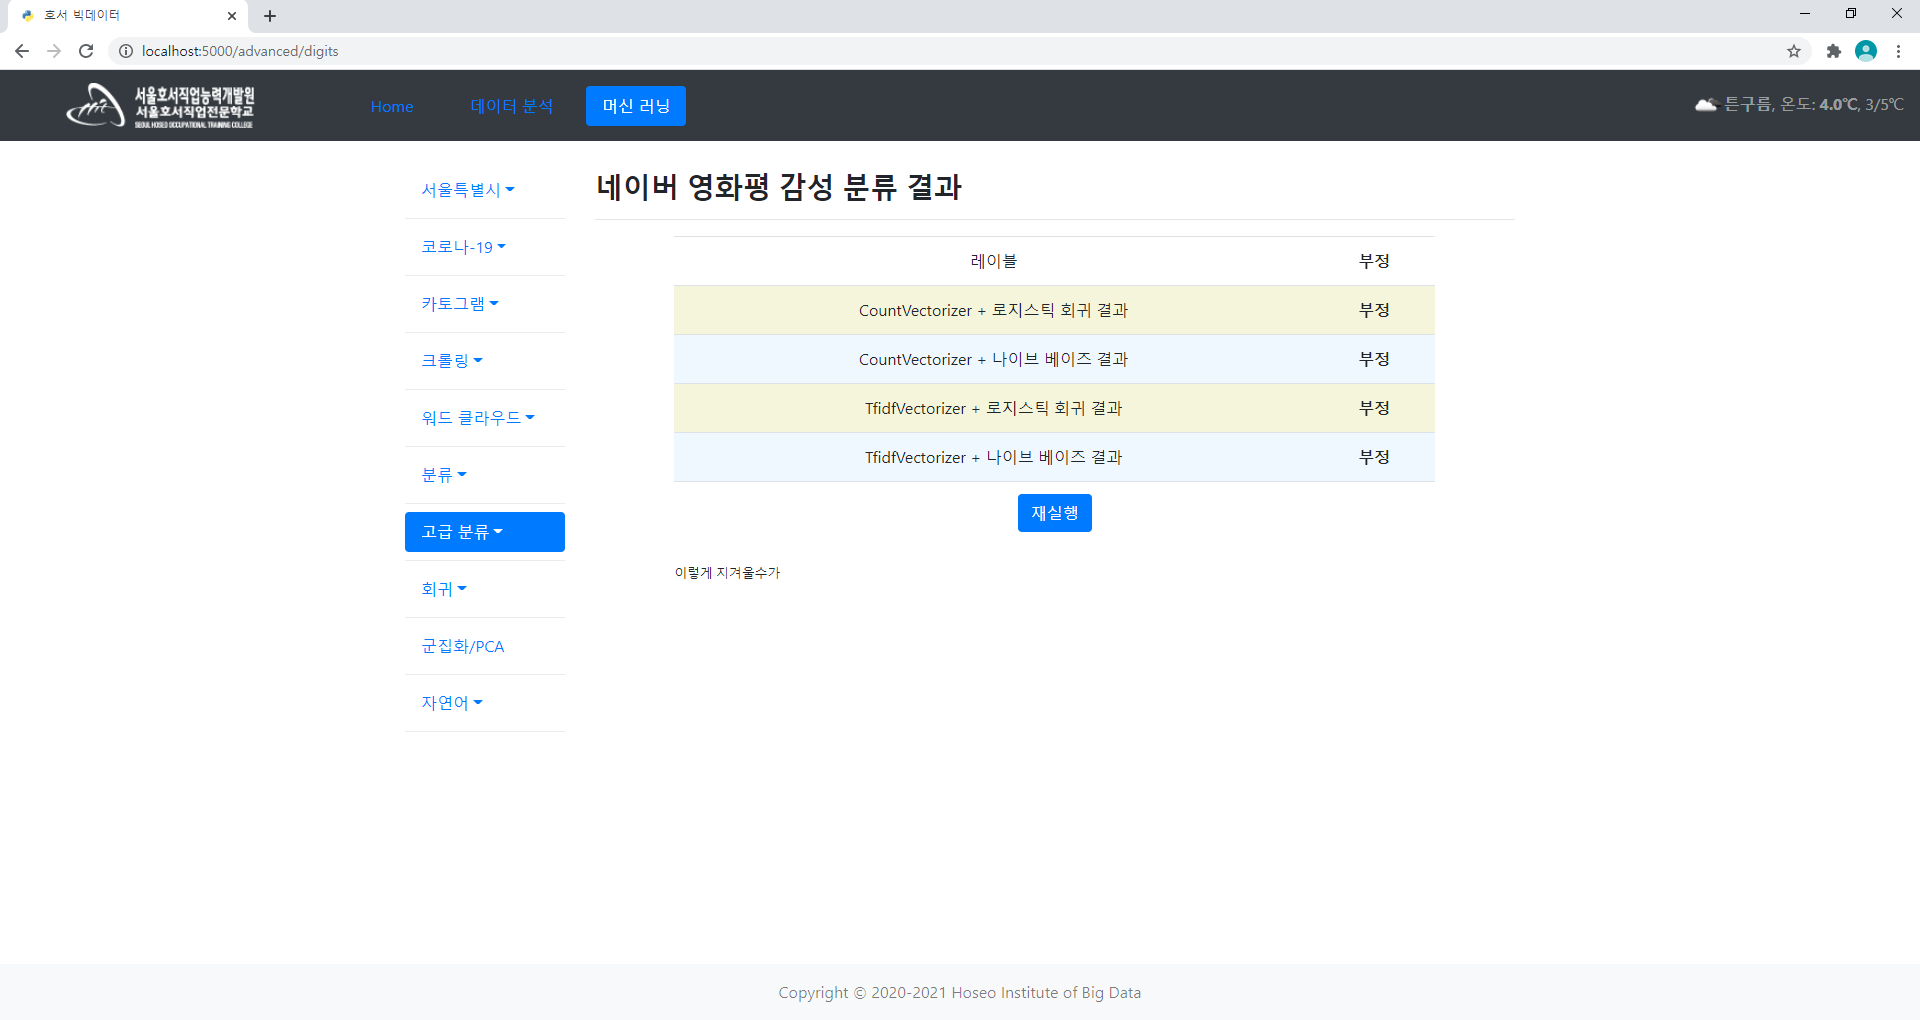 호서 빅데이터
localhost:5000/advanced/digits
서울호서직업능력개발원
서울호서직업전문학교
SEOUL HOSEO OCCUPATIONAL TRAINING COLLEGE
Home
데이터 분석
머신 러닝
튼구름, 온도: 4.0℃, 3/5℃
서울특별시
코로나-19
카토그램
크롤링
워드 클라우드
분류
고급 분류
회귀
군집화/PCA
자연어
네이버 영화평 감성 분류 결과
레이블 부정
CountVectorizer + 로지스틱 회귀 결과 부정
CountVectorizer + 나이브 베이즈 결과 부정
TfidfVectorizer + 로지스틱 회귀 결과 부정
TfidfVectorizer + 나이브 베이즈 결과 부정
재실행
이렇게 지겨울수가
Copyright © 2020-2021 Hoseo Institute of Big Data